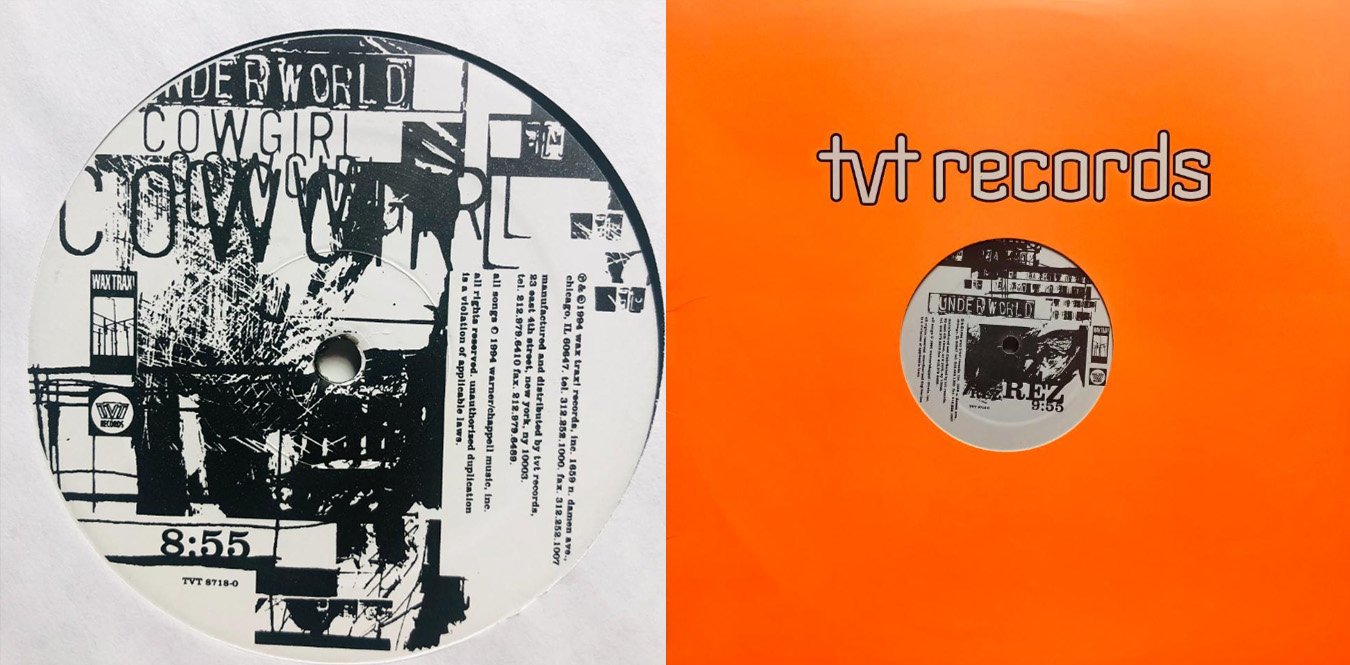 UNDERWORLD
COWGIRL
COWGIRL
COWGIRL
WAX TRAX!
TVT
RECORDS
℗ & © 1994 wax trax! records, inc. 1659 n. damen ave.,
chicago, IL 60647. tel. 312.252.1000. fax. 312.252.1007
manufactured and distributed by tvt records,
23 east 4th street, new york, ny 10003.
tel. 212.979.6410 fax. 212.979.6489.
all songs © 1994 warner/chappell music, inc.
all rights reserved. unauthorised duplication
is a violation of applicable laws.
8:55
TVT 8718-0
tvt records
UNDERWORLD
REZ
REZ
9:55